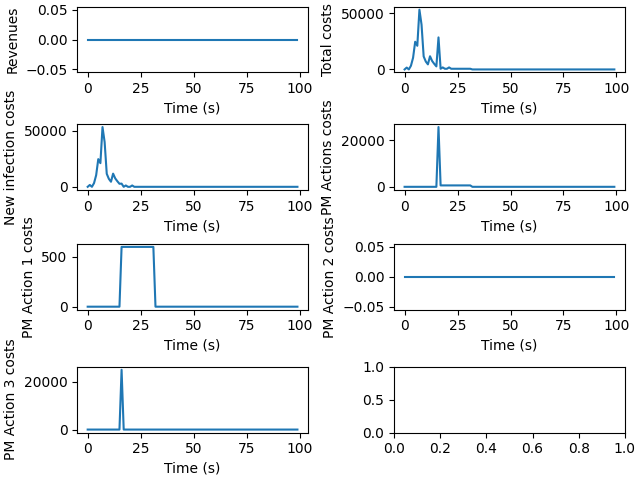 Revenues
0.05
0.00
−0.05
0 25 50 75 100
Time (s)
Total costs
50000
0
0 25 50 75 100
Time (s)
New infection costs
50000
0
0 25 50 75 100
Time (s)
PM Actions costs
20000
0
0 25 50 75 100
Time (s)
PM Action 1 costs
500
0
0 25 50 75 100
Time (s)
PM Action 2 costs
0.05
0.00
−0.05
0 25 50 75 100
Time (s)
PM Action 3 costs
20000
0
0 25 50 75 100
Time (s)
1.0
0.5
0.0
0.0 0.2 0.4 0.6 0.8 1.0